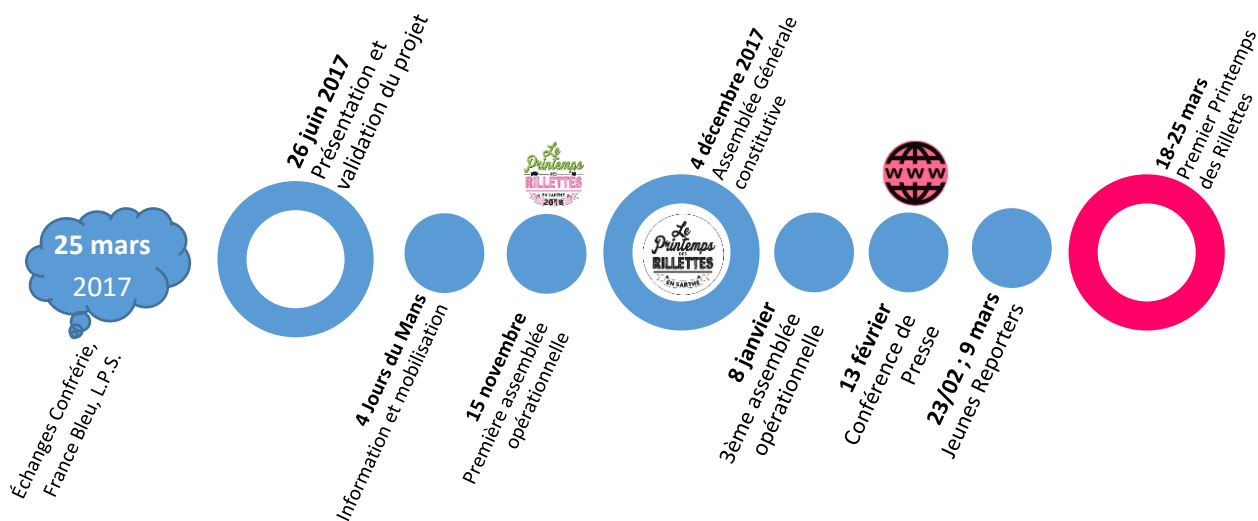 25 mars
2017
Échanges Confrérie,
France Bleu, L.P.S.
26 juin 2017
Présentation et
validation du projet
4 Jours du Mans
Information et mobilisation
Le
Printemps
DES
RILLETTES
EN SARTHE
2018
15 novembre
Première assemblée
opérationnelle
4 décembre 2017
Assemblée Générale
constitutive
Le
Printemps
DES
RILLETTES
EN SARTHE
8 janvier
3ème assemblée
opérationnelle
WWW
13 février
Conférence de
Presse
23/02 ; 9 mars
Jeunes Reporters
18-25 mars
Premier Printemps
des Rillettes